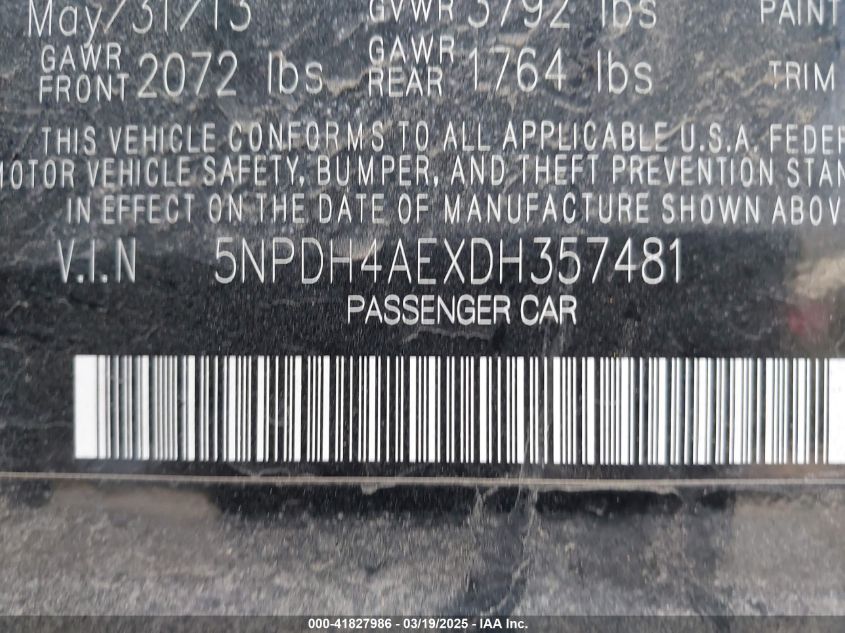 May/31/13 GVWR 3792 lbs PAINT
GAWR FRONT 2072 lbs GAWR REAR 1764 lbs TRIM
THIS VEHICLE CONFORMS TO ALL APPLICABLE U.S.A. FEDER
MOTOR VEHICLE SAFETY, BUMPER, AND THEFT PREVENTION STAN
IN EFFECT ON THE DATE OF MANUFACTURE SHOWN ABOV
V.I.N 5NPDH4AEXDH357481
PASSENGER CAR
000-41827986 - 03/19/2025 - IAA Inc.